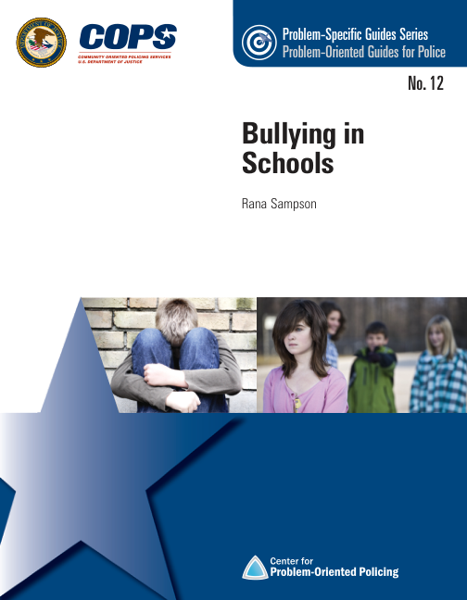 COPS
COMMUNITY ORIENTED POLICING SERVICES
U.S. DEPARTMENT OF JUSTICE
Problem-Specific Guides Series
Problem-Oriented Guides for Police
No. 12
Bullying in
Schools
Rana Sampson
Center for
Problem-Oriented Policing